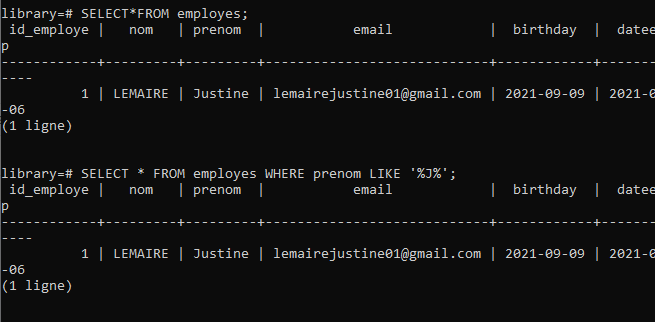 library=# SELECT*FROM employes;
 id_employe |   nom   | prenom  |            email            |  birthday  |  datee
p
------------+---------+---------+-----------------------------+------------+-------
----
          1 | LEMAIRE | Justine | lemairejustine01@gmail.com | 2021-09-09 | 2021-0
-06
(1 ligne)
library=# SELECT * FROM employes WHERE prenom LIKE '%J%';
 id_employe |   nom   | prenom  |            email            |  birthday  |  datee
p
------------+---------+---------+-----------------------------+------------+-------
----
          1 | LEMAIRE | Justine | lemairejustine01@gmail.com | 2021-09-09 | 2021-0
-06
(1 ligne)